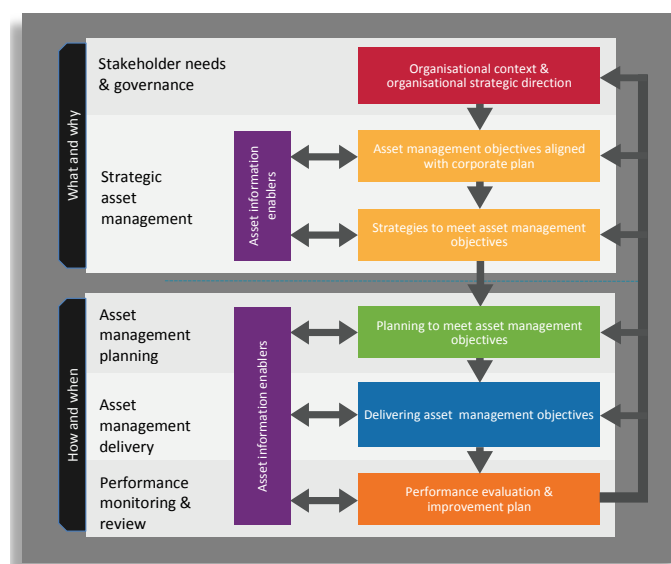 What and why
Stakeholder needs
& governance
Organisational context &
organisational strategic direction
Strategic
asset
management
Asset information
enablers
Asset management objectives aligned
with corporate plan
Strategies to meet asset management
objectives
How and when
Asset
management
planning
Asset information enablers
Planning to meet asset management
objectives
Asset
management
delivery
Delivering asset  management objectives
Performance
monitoring &
review
Performance evaluation &
improvement plan